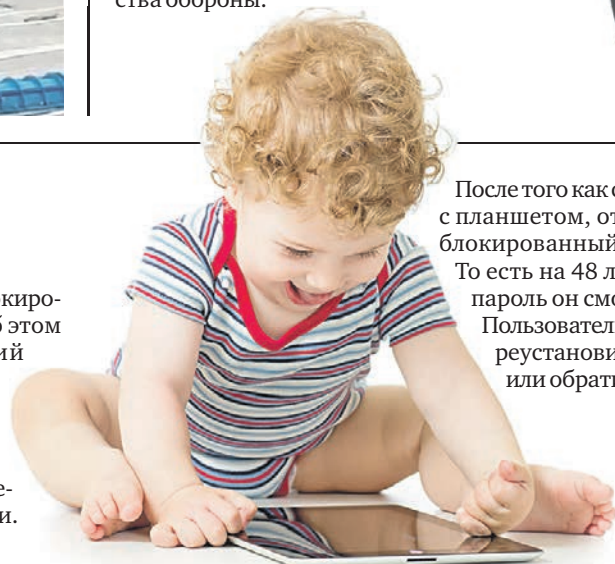 ства обороны.
киро-
б этом
ий
е-
и.
После того как
с планшетом, от
блокированный
То есть на 48 л
пароль он смо
Пользовател
реустанови
или обрати